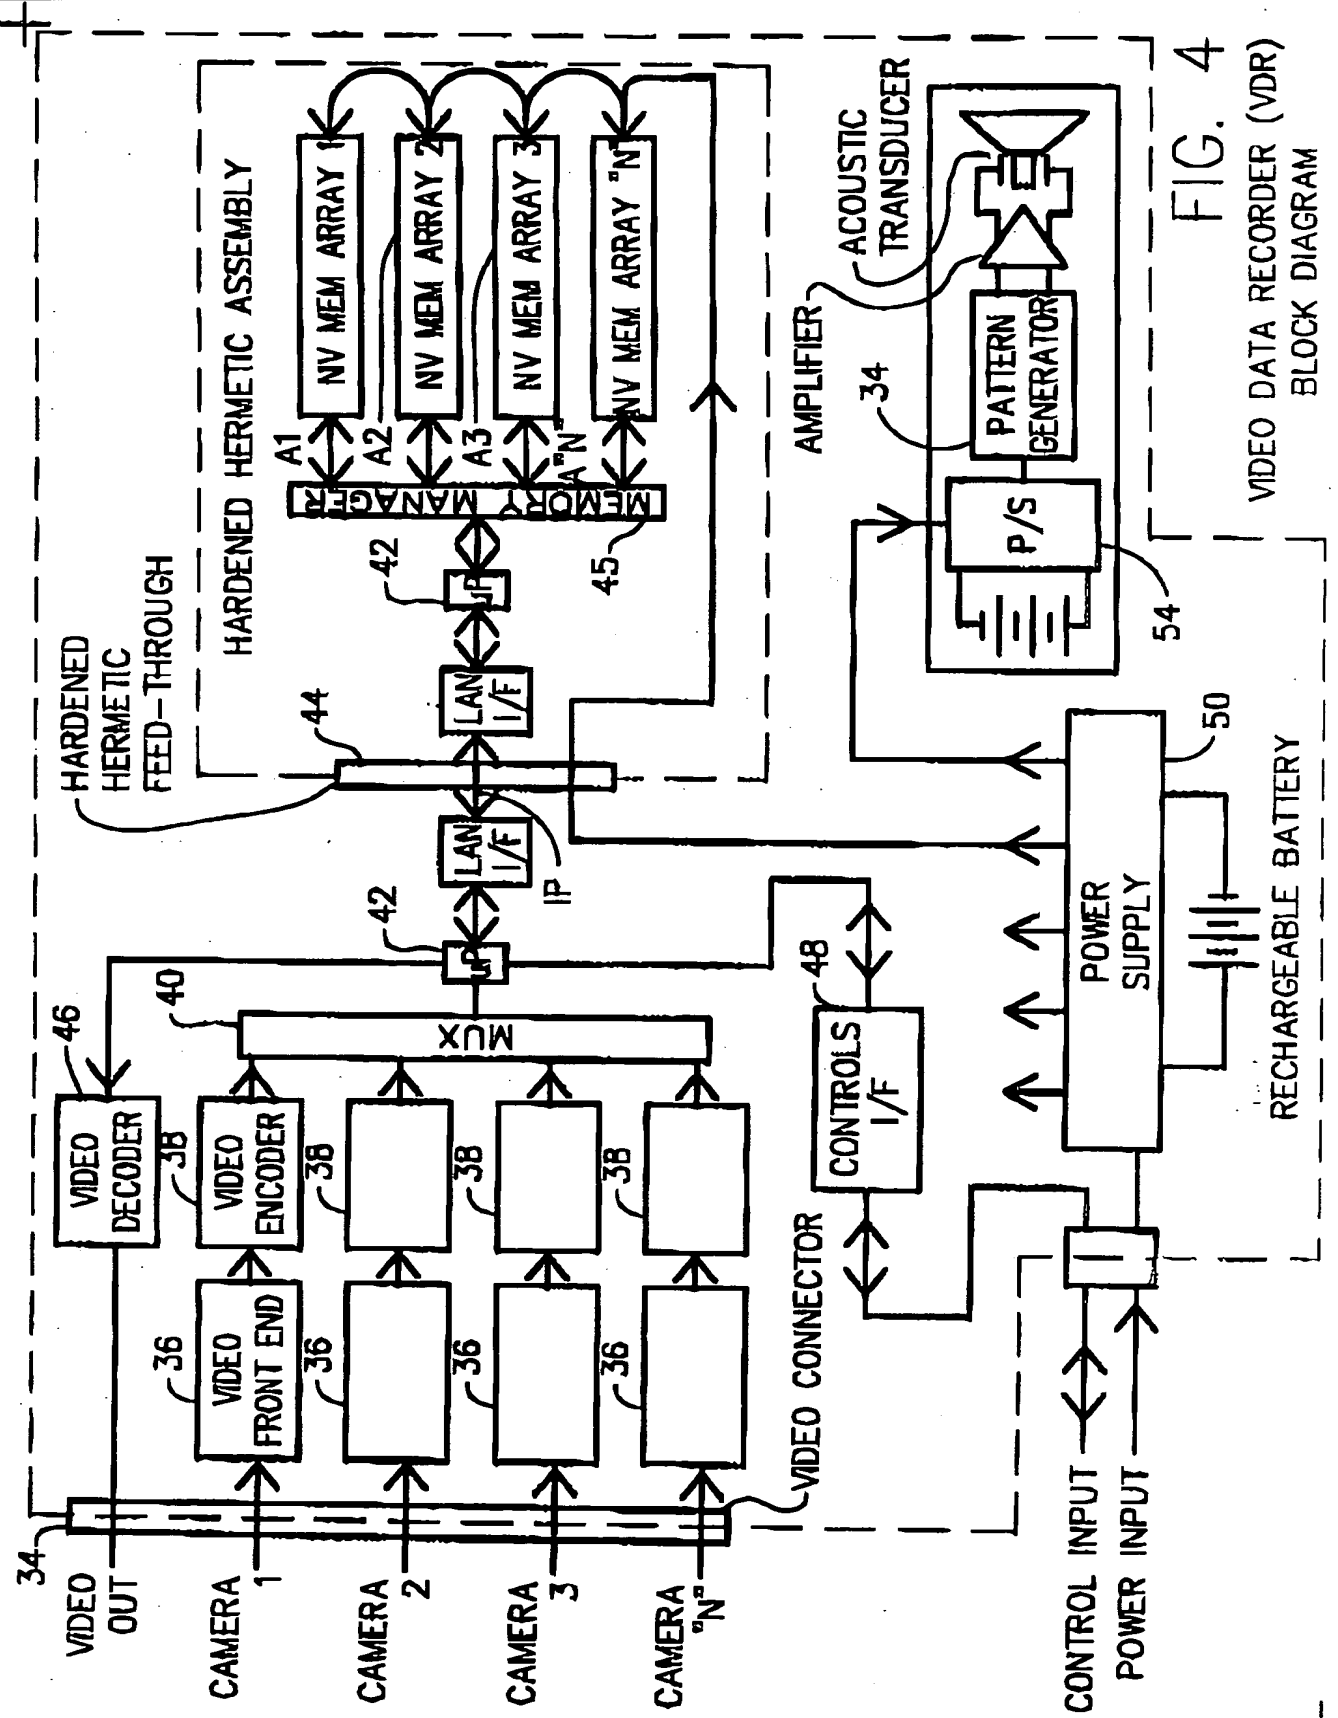 HARDENED
HERMETIC
FEED-THROUGH
HARDENED HERMETIC ASSEMBLY
34
VIDEO
OUT
46
VIDEO
DECODER
40
42
44
42
CAMERA
1
36
VIDEO
FRONT END
38
VIDEO
ENCODER
CAMERA
2
36
38
CAMERA
3
36
38
CAMERA
"N"
36
38
MUX
μP
LAN
I/F
IP
LAN
I/F
μP
MEMORY MANAGER
45
A1
NV MEM ARRAY 1
A2
NV MEM ARRAY 2
A3
NV MEM ARRAY 3
A"N"
NV MEM ARRAY "N"
VIDEO CONNECTOR
48
CONTROLS
I/F
AMPLIFIER
ACOUSTIC
TRANSDUCER
34
PATTERN
GENERATOR
P/S
54
CONTROL INPUT
POWER INPUT
POWER
SUPPLY
50
RECHARGEABLE BATTERY
FIG. 4
VIDEO DATA RECORDER (VDR)
BLOCK DIAGRAM